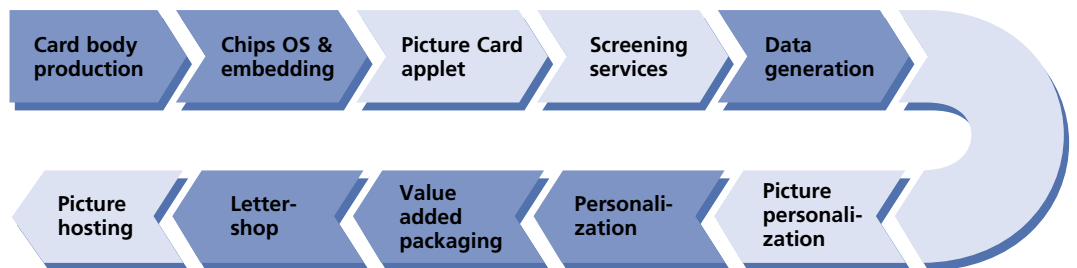 Card body
production
Chips OS &
embedding
Picture Card
applet
Screening
services
Data
generation
Picture
personali-
zation
Personali-
zation
Value
added
packaging
Letter-
shop
Picture
hosting